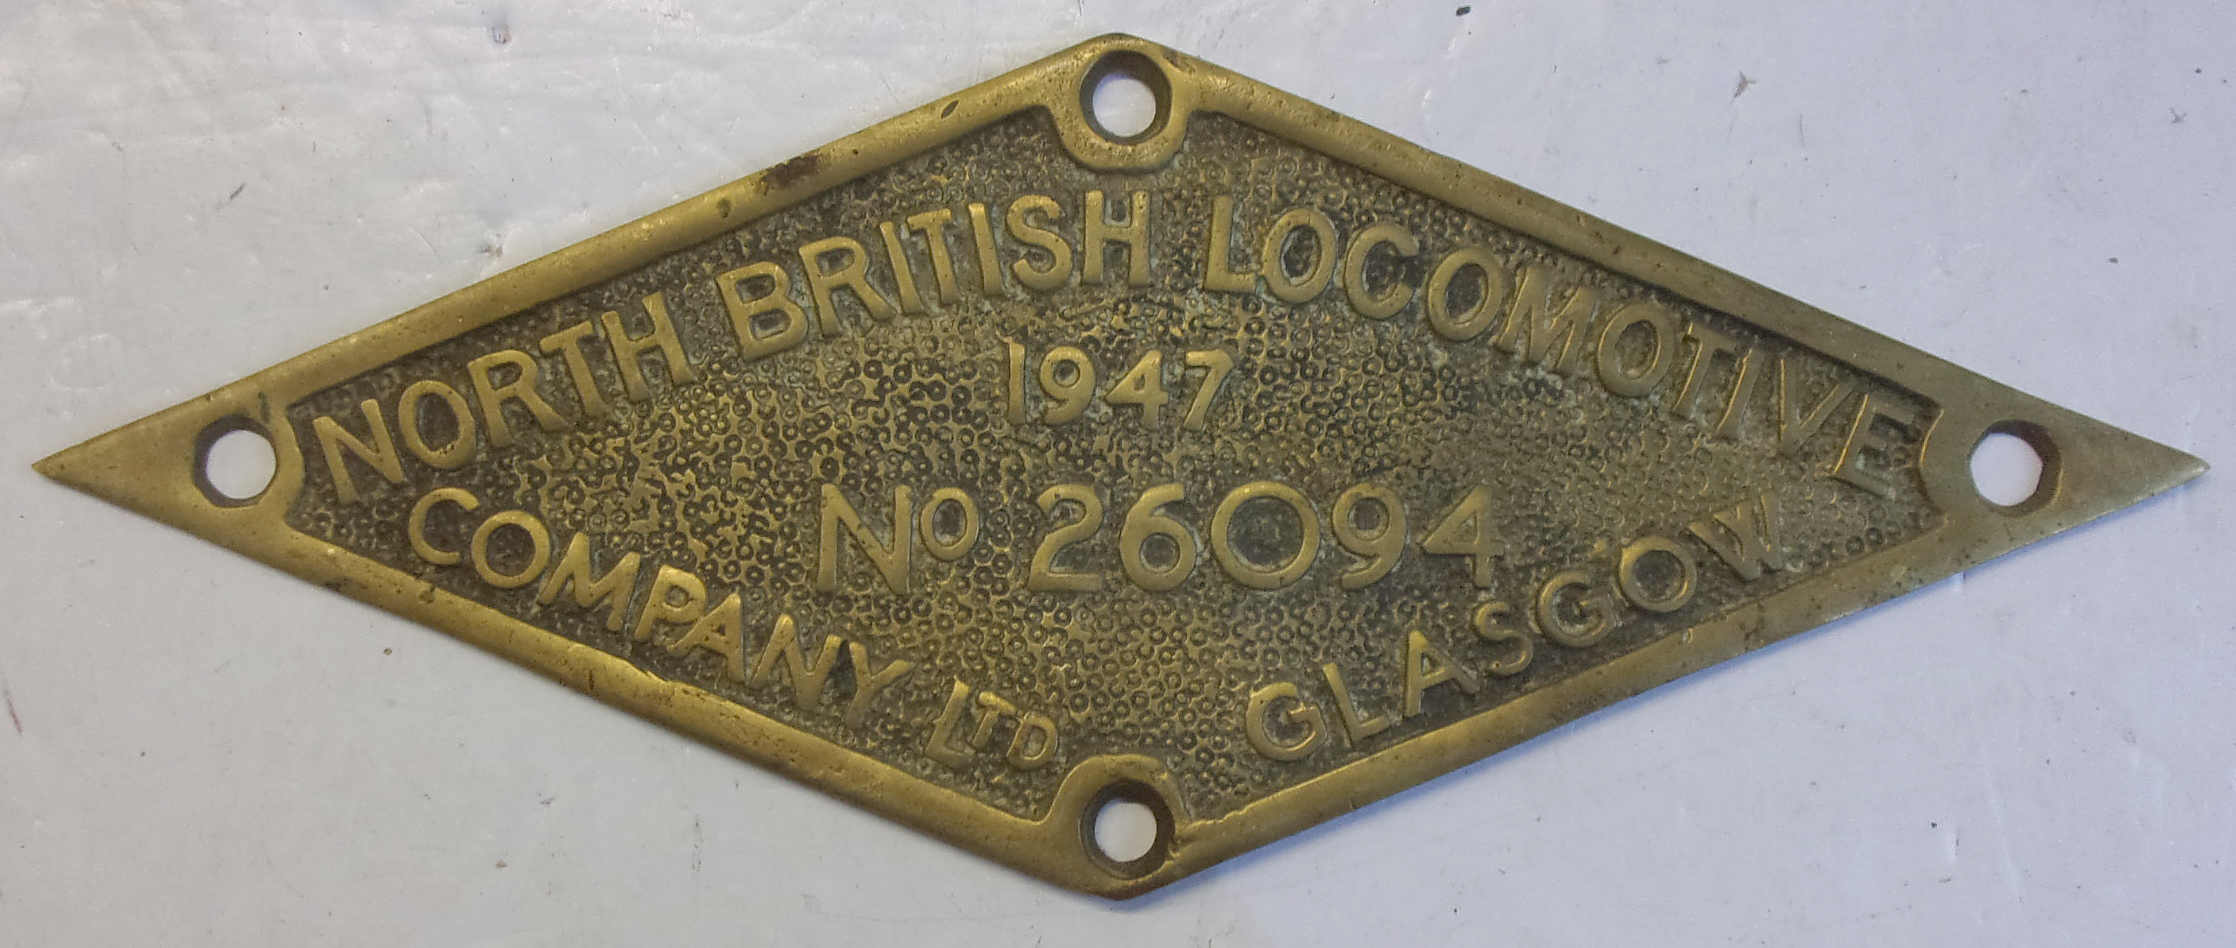 NORTH BRITISH LOCOMOTIVE
1947
No 26094
COMPANY LTD GLASGOW